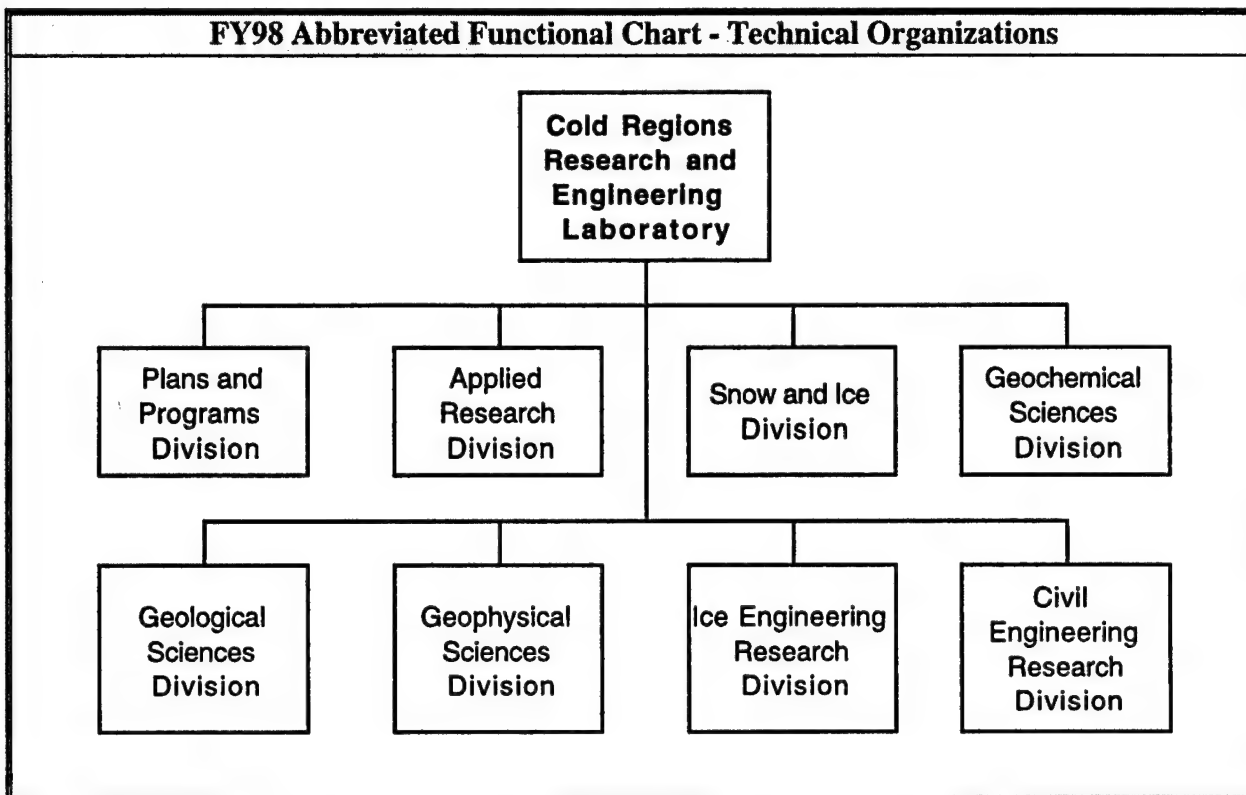 FY98 Abbreviated Functional Chart - Technical Organizations
Cold Regions
Research and
Engineering
Laboratory
Plans and
Programs
Division
Applied
Research
Division
Snow and Ice
Division
Geochemical
Sciences
Division
Geological
Sciences
Division
Geophysical
Sciences
Division
Ice Engineering
Research
Division
Civil
Engineering
Research
Division